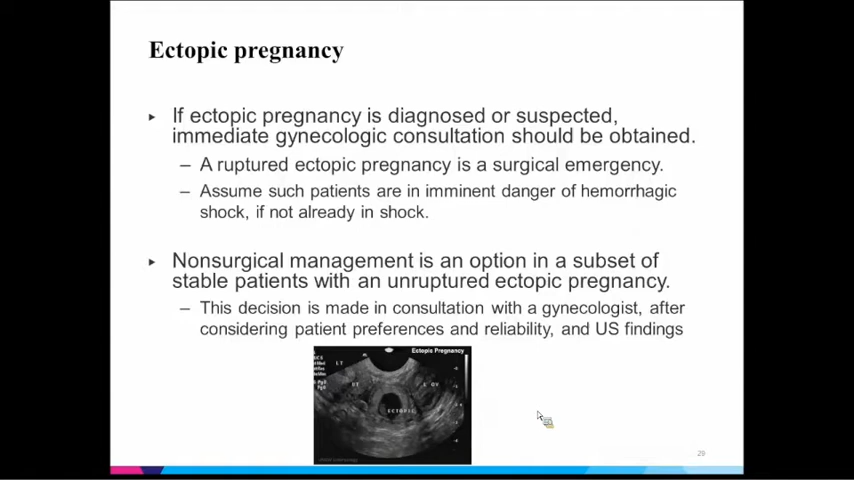 Ectopic pregnancy
▸ If ectopic pregnancy is diagnosed or suspected,
immediate gynecologic consultation should be obtained.
– A ruptured ectopic pregnancy is a surgical emergency.
– Assume such patients are in imminent danger of hemorrhagic
shock, if not already in shock.
▸ Nonsurgical management is an option in a subset of
stable patients with an unruptured ectopic pregnancy.
– This decision is made in consultation with a gynecologist, after
considering patient preferences and reliability, and US findings
Ectopic Pregnancy
LT
UT
L OV
ECTOPIC
29